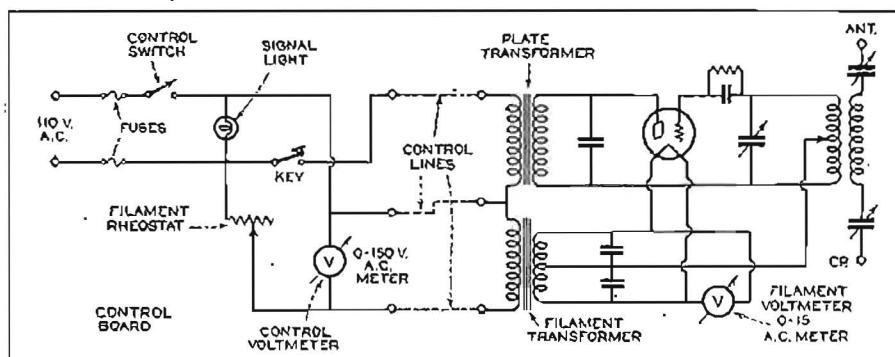 CONTROL
SWITCH
SIGNAL
LIGHT
PLATE
TRANSFORMER
ANT.
110 V.
A.C.
FUSES
KEY
CONTROL
LINES
FILAMENT
RHEOSTAT
V
0-150 V.
A.C.
METER
CONTROL
BOARD
CONTROL
VOLTMETER
FILAMENT
TRANSFORMER
V
FILAMENT
VOLTMETER
0-15
A.C. METER
CP.